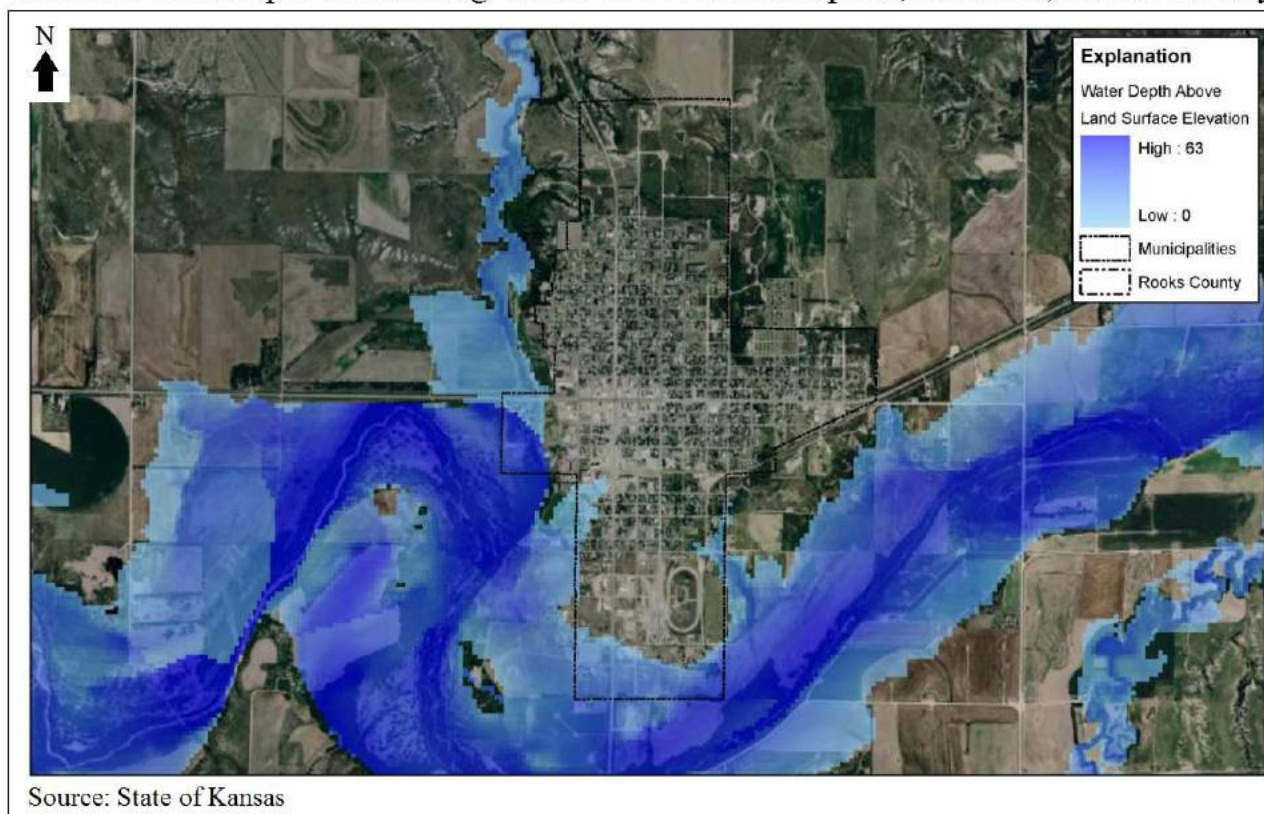 N
Explanation
Water Depth Above
Land Surface Elevation
High : 63
Low : 0
Municipalities
Rooks County
Source: State of Kansas